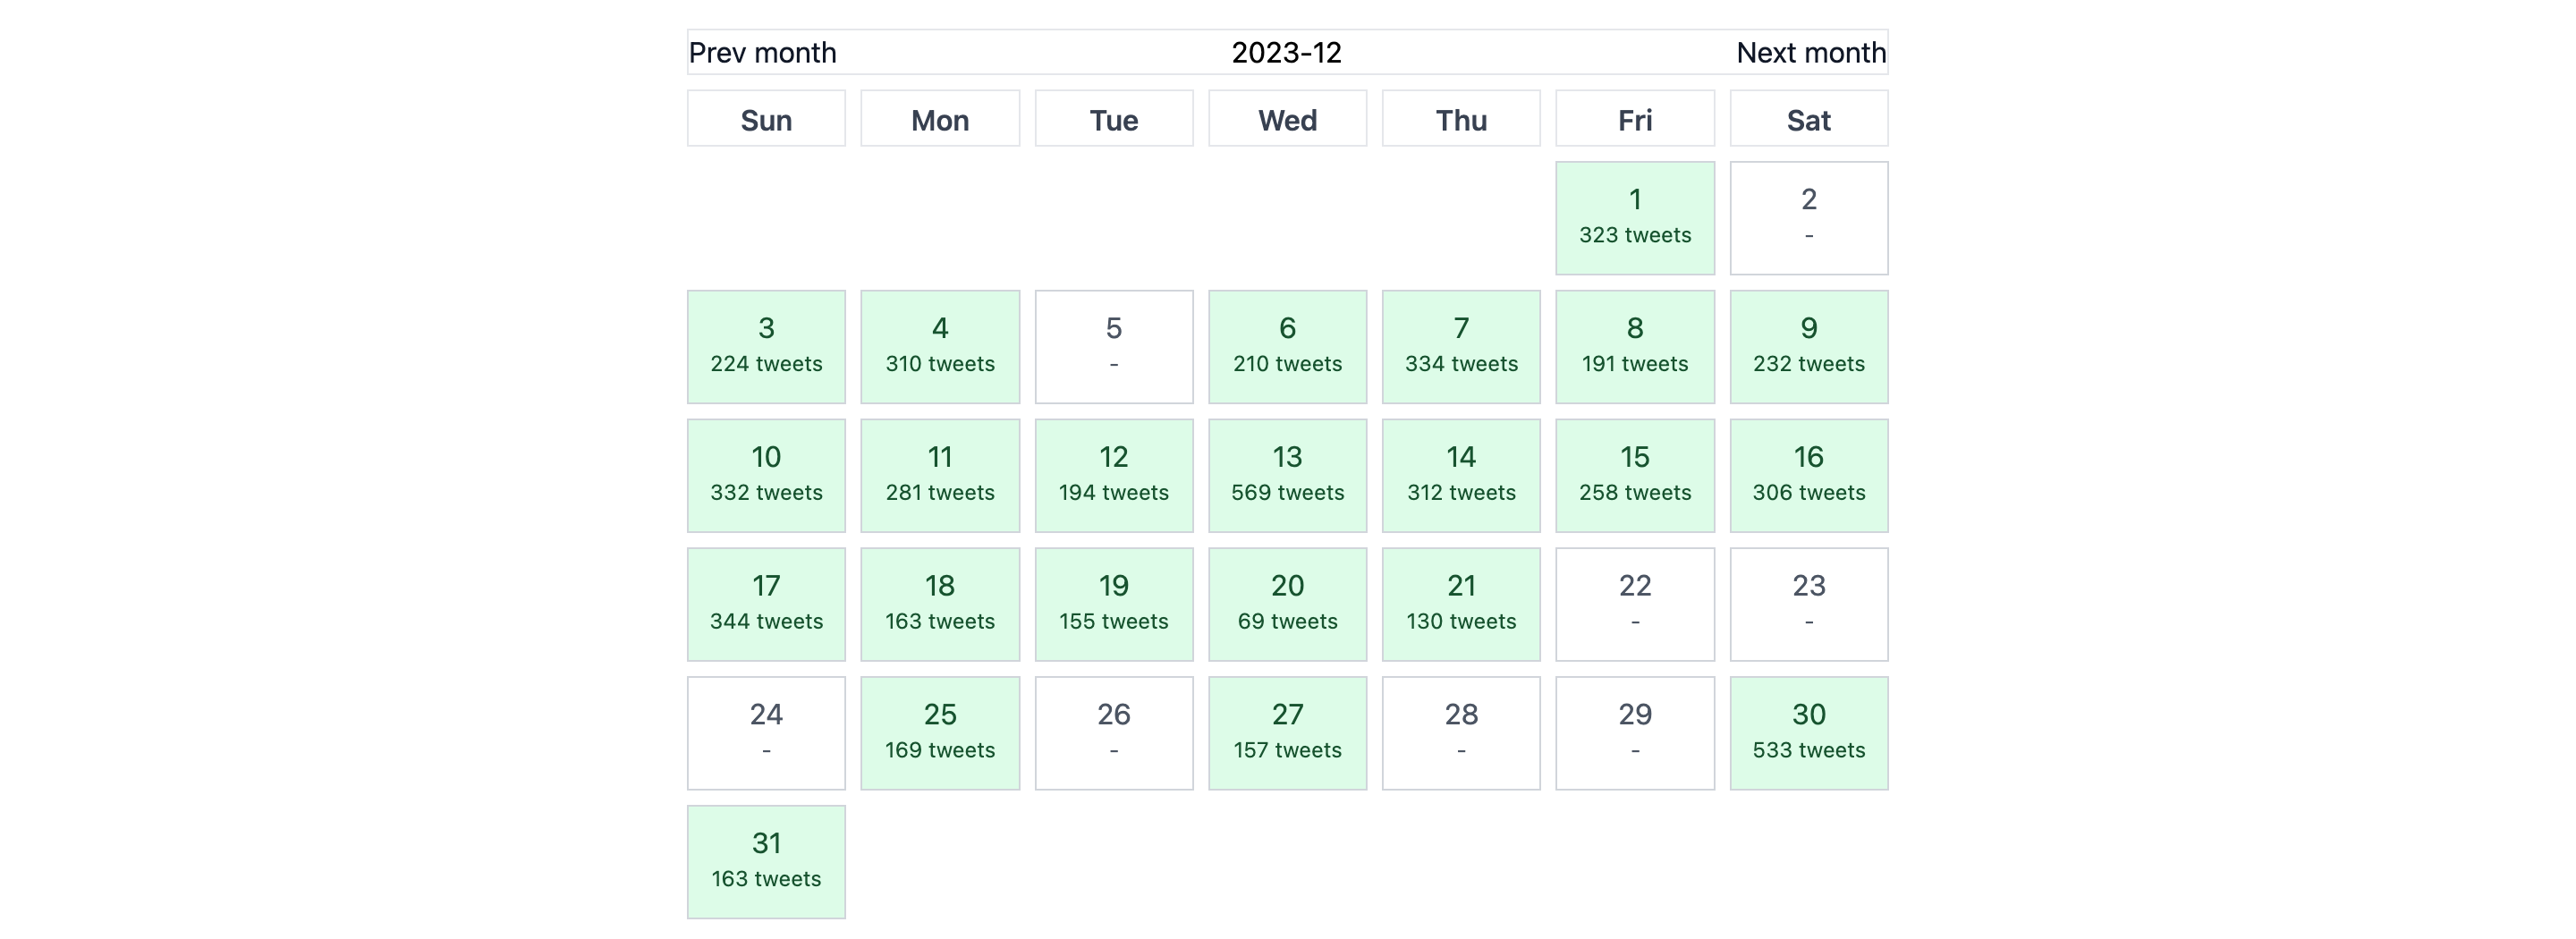 Prev month 2023-12 Next month
Sun Mon Tue Wed Thu Fri Sat
1 2
323 tweets -
3 4 5 6 7 8 9
224 tweets 310 tweets - 210 tweets 334 tweets 191 tweets 232 tweets
10 11 12 13 14 15 16
332 tweets 281 tweets 194 tweets 569 tweets 312 tweets 258 tweets 306 tweets
17 18 19 20 21 22 23
344 tweets 163 tweets 155 tweets 69 tweets 130 tweets - -
24 25 26 27 28 29 30
- 169 tweets - 157 tweets - - 533 tweets
31
163 tweets